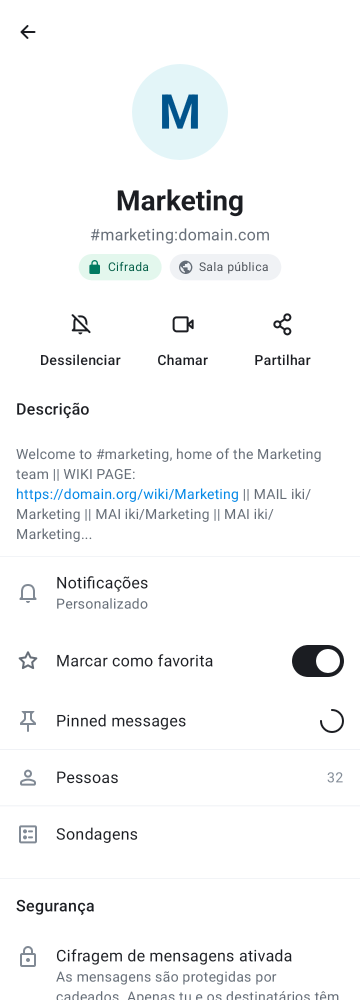 M
Marketing
#marketing:domain.com
Cifrada
Sala pública
Dessilenciar
Chamar
Partilhar
Descrição
Welcome to #marketing, home of the Marketing
team || WIKI PAGE:
https://domain.org/wiki/Marketing || MAIL iki/
Marketing || MAI iki/Marketing || MAI iki/
Marketing...
Notificações
Personalizado
Marcar como favorita
Pinned messages
Pessoas
32
Sondagens
Segurança
Cifragem de mensagens ativada
As mensagens são protegidas por
cadeados. Apenas tu e os destinatários têm